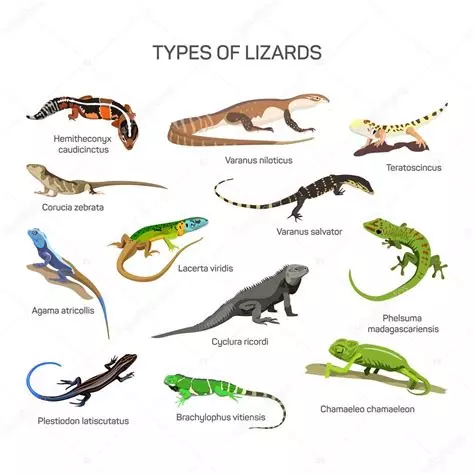 TYPES OF LIZARDS
Hemitheconyx
caudicinctus
Varanus niloticus
Teratoscincus
Corucia zebrata
Varanus salvator
Lacerta viridis
Agama atricollis
Phelsuma
madagascariensis
Cyclura ricordi
Plestiodon latiscutatus
Brachylophus vitiensis
Chamaeleo chamaeleon